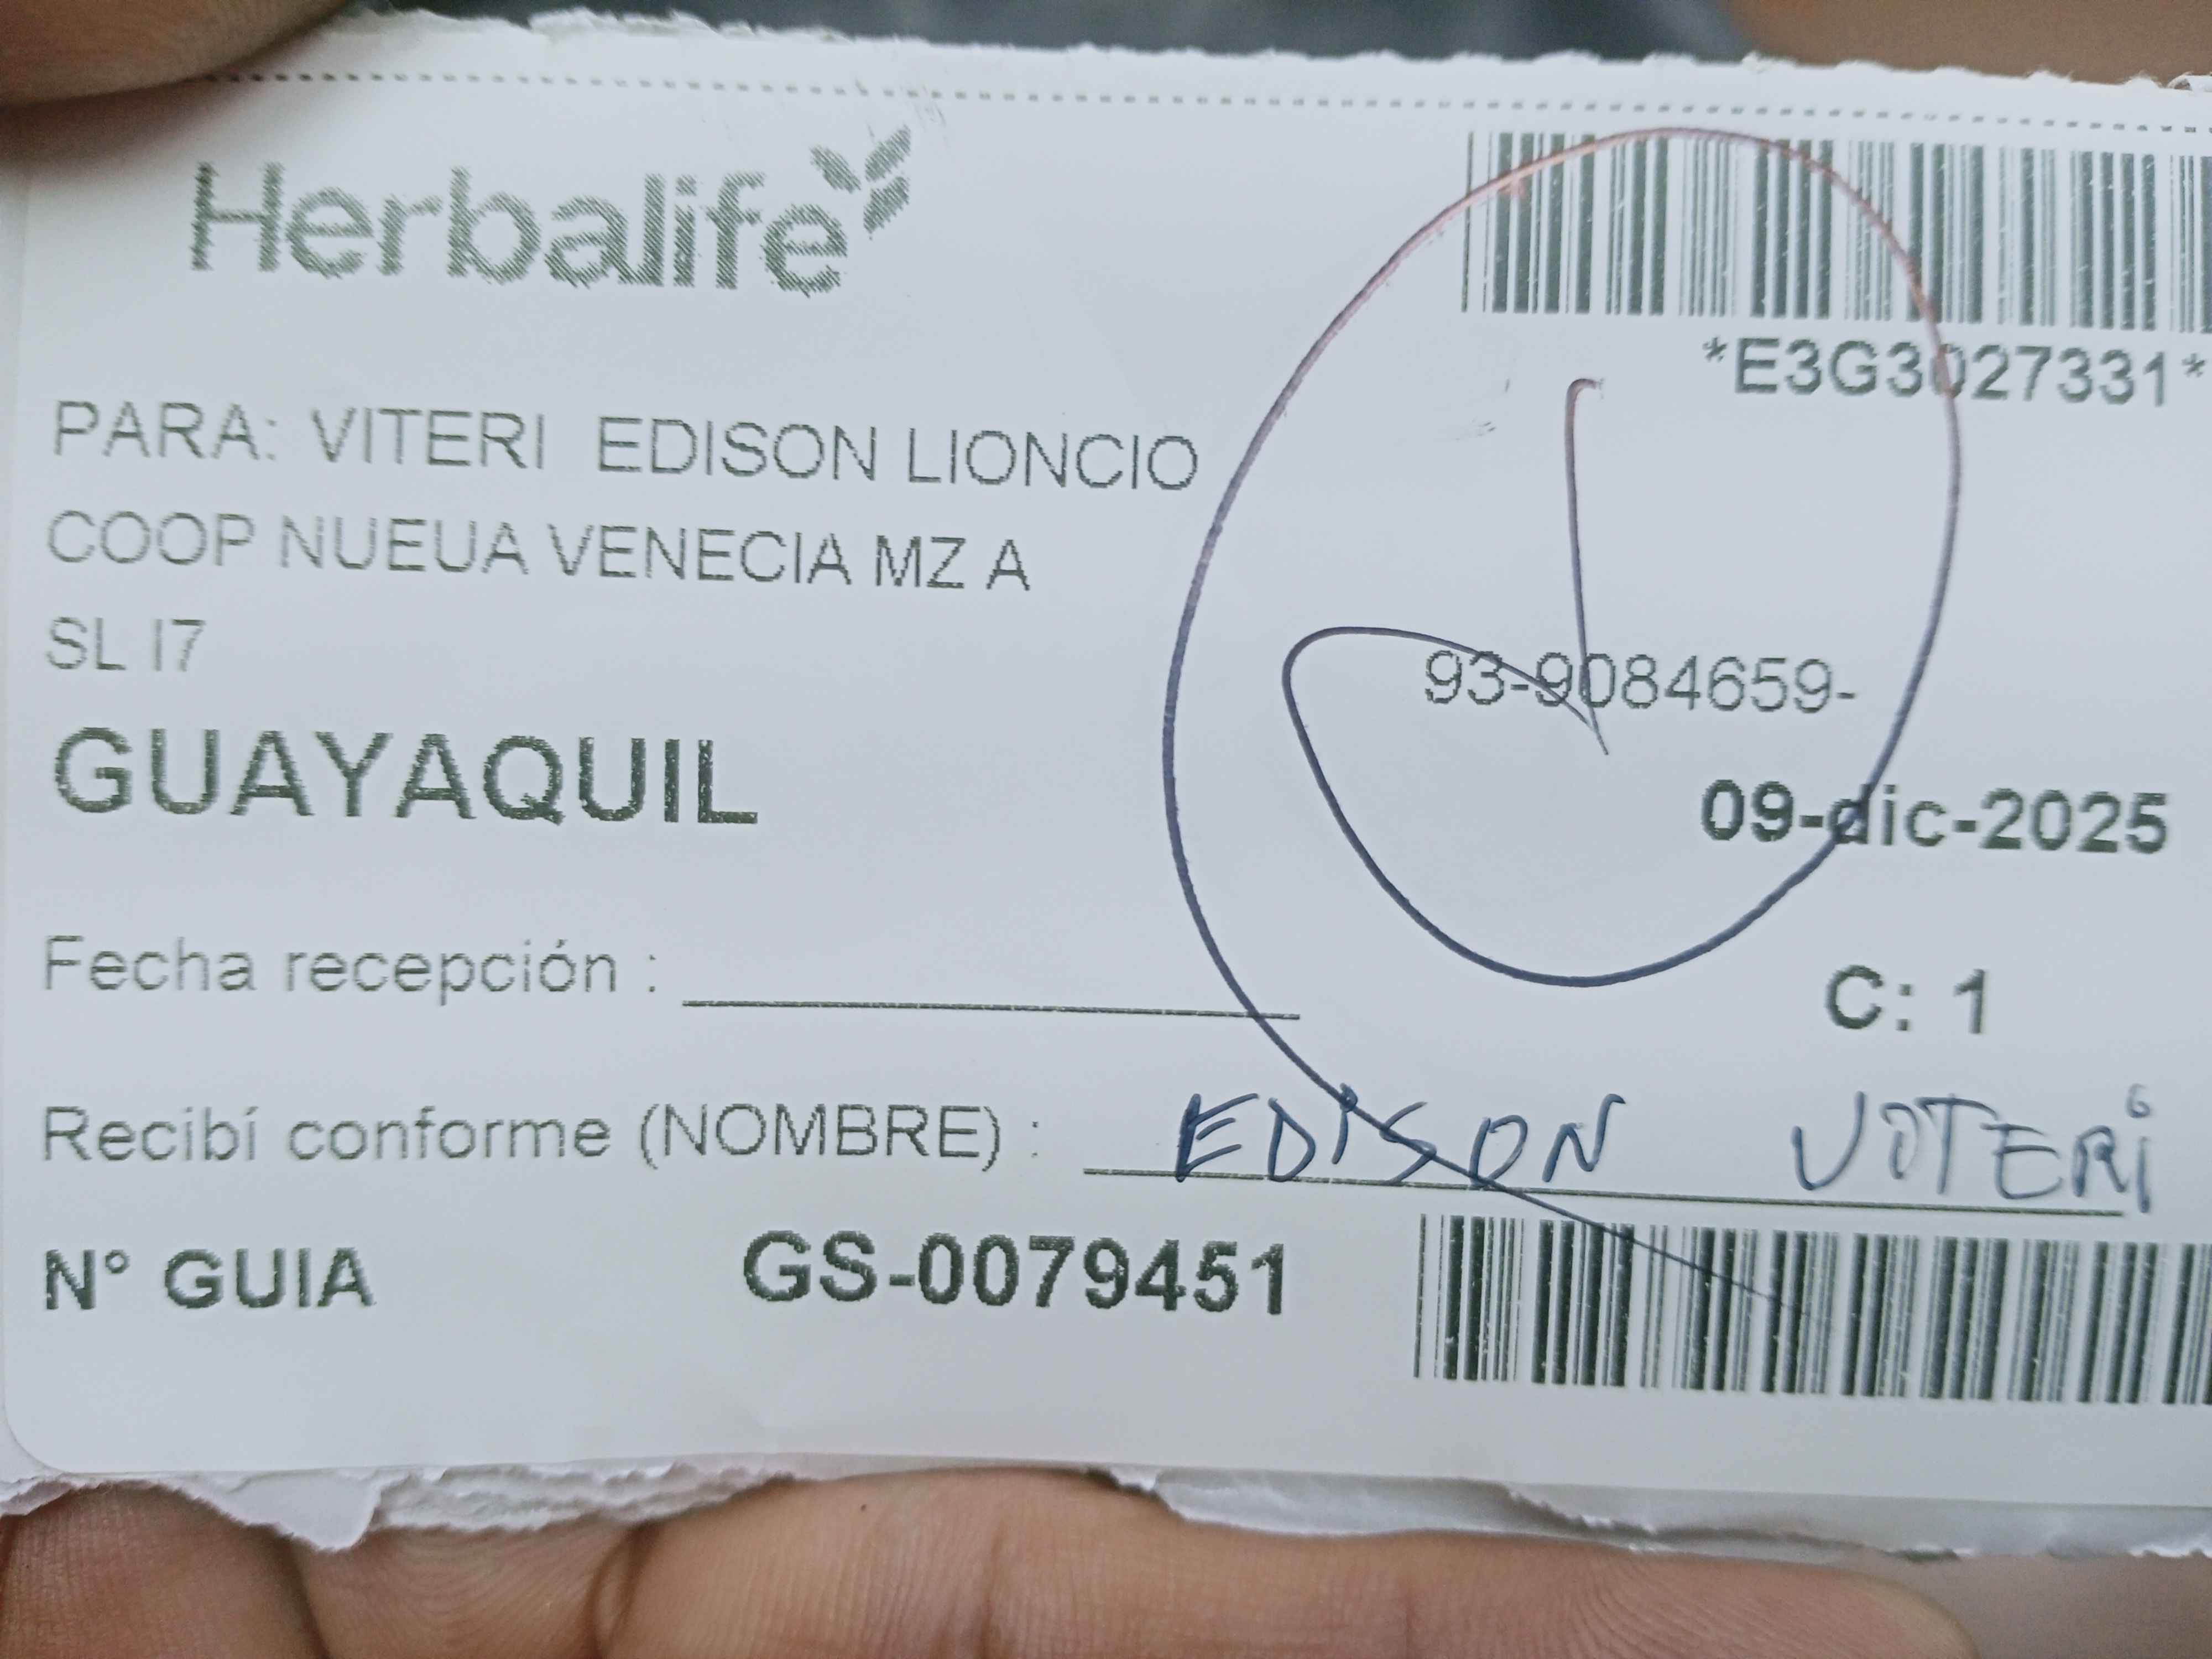 Herbalife
*E3G3027331*
PARA: VITERI EDISON LIONCIO
COOP NUEUA VENECIA MZ A
SL I7
93-9084659-
GUAYAQUIL
09-dic-2025
Fecha recepción :
C: 1
Recibí conforme (NOMBRE) : EDISON VITERI
N° GUIA GS-0079451